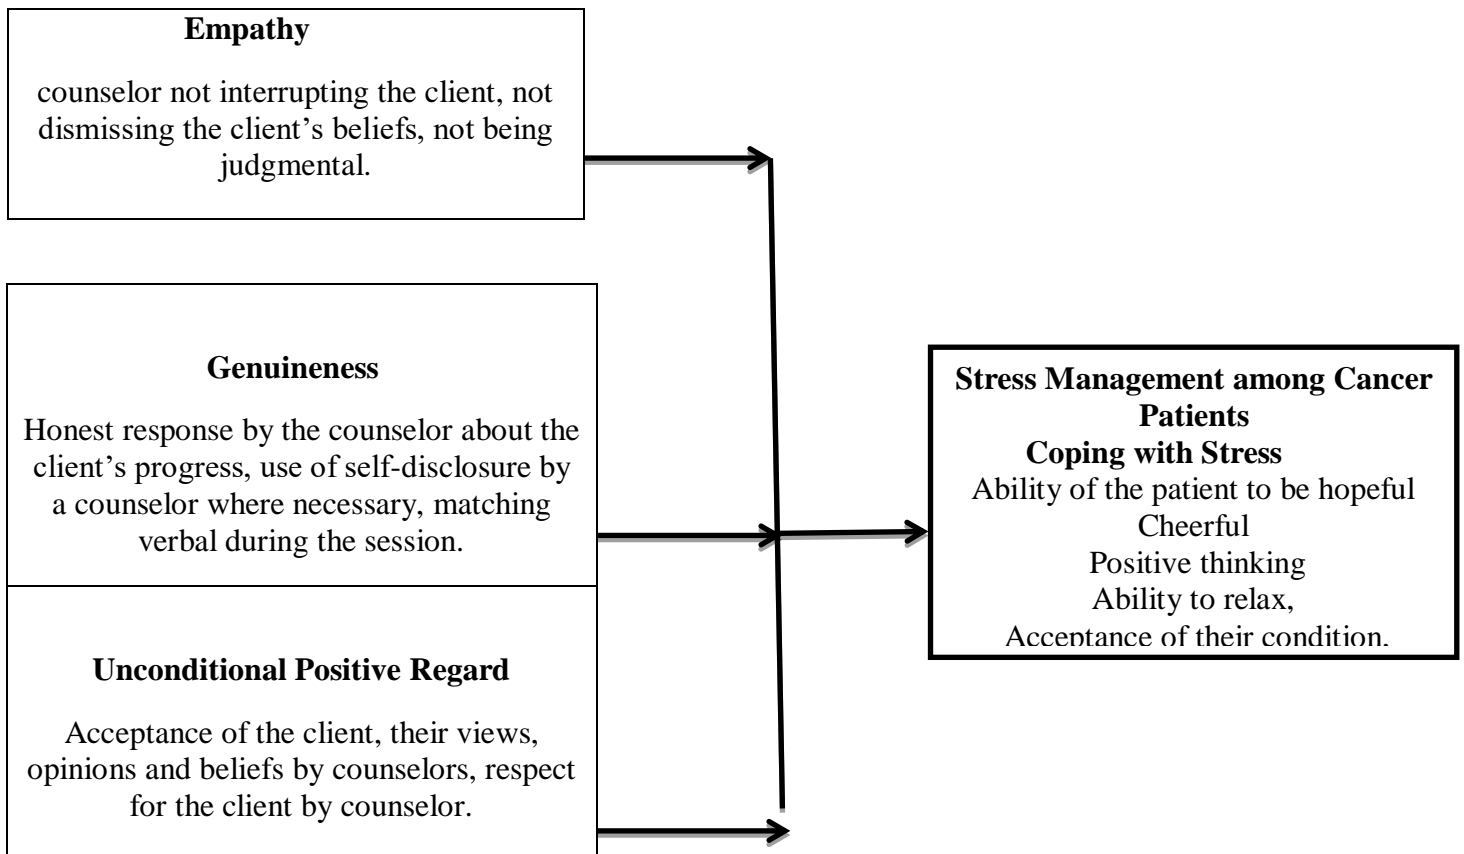 Empathy
counselor not interrupting the client, not
dismissing the client’s beliefs, not being
judgmental.
Genuineness
Honest response by the counselor about the
client’s progress, use of self-disclosure by
a counselor where necessary, matching
verbal during the session.
Unconditional Positive Regard
Acceptance of the client, their views,
opinions and beliefs by counselors, respect
for the client by counselor.
Stress Management among Cancer
Patients
Coping with Stress
Ability of the patient to be hopeful
Cheerful
Positive thinking
Ability to relax,
Acceptance of their condition.